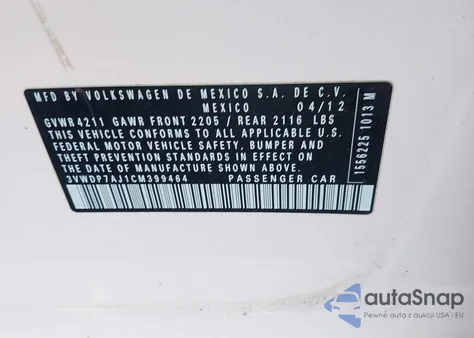 MFD BY VOLKSWAGEN DE MEXICO S.A. DE C.V.
MEXICO 04/12
GVWR 4211 GAWR FRONT 2205 / REAR 2116 LBS
THIS VEHICLE CONFORMS TO ALL APPLICABLE U.S.
FEDERAL MOTOR VEHICLE SAFETY, BUMPER AND
THEFT PREVENTION STANDARDS IN EFFECT ON
THE DATE OF MANUFACTURE SHOWN ABOVE.
3VWDP7AJ1CM399464 PASSENGER CAR
1556225 1013 M
autoSnap
Pewne auta z aukcji USA i EU